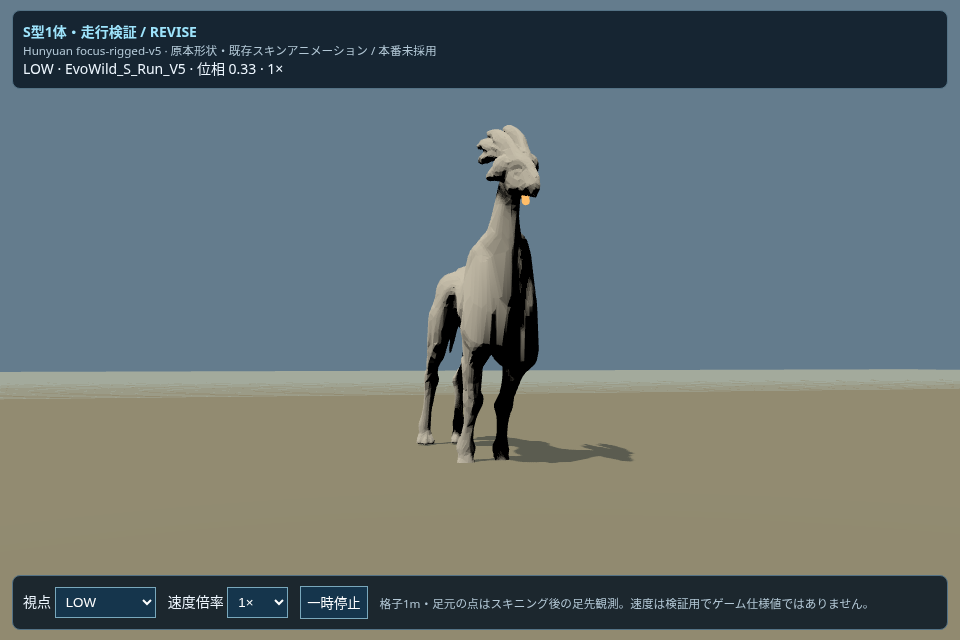 S型1体・走行検証 / REVISE
Hunyuan focus-rigged-v5 · 原本形状・既存スキンアニメーション / 本番未採用
LOW · EvoWild_S_Run_V5 · 位相 0.33 · 1×
視点 LOW 速度倍率 1× 一時停止 格子1m・足元の点はスキニング後の足先観測。速度は検証用でゲーム仕様値ではありません。